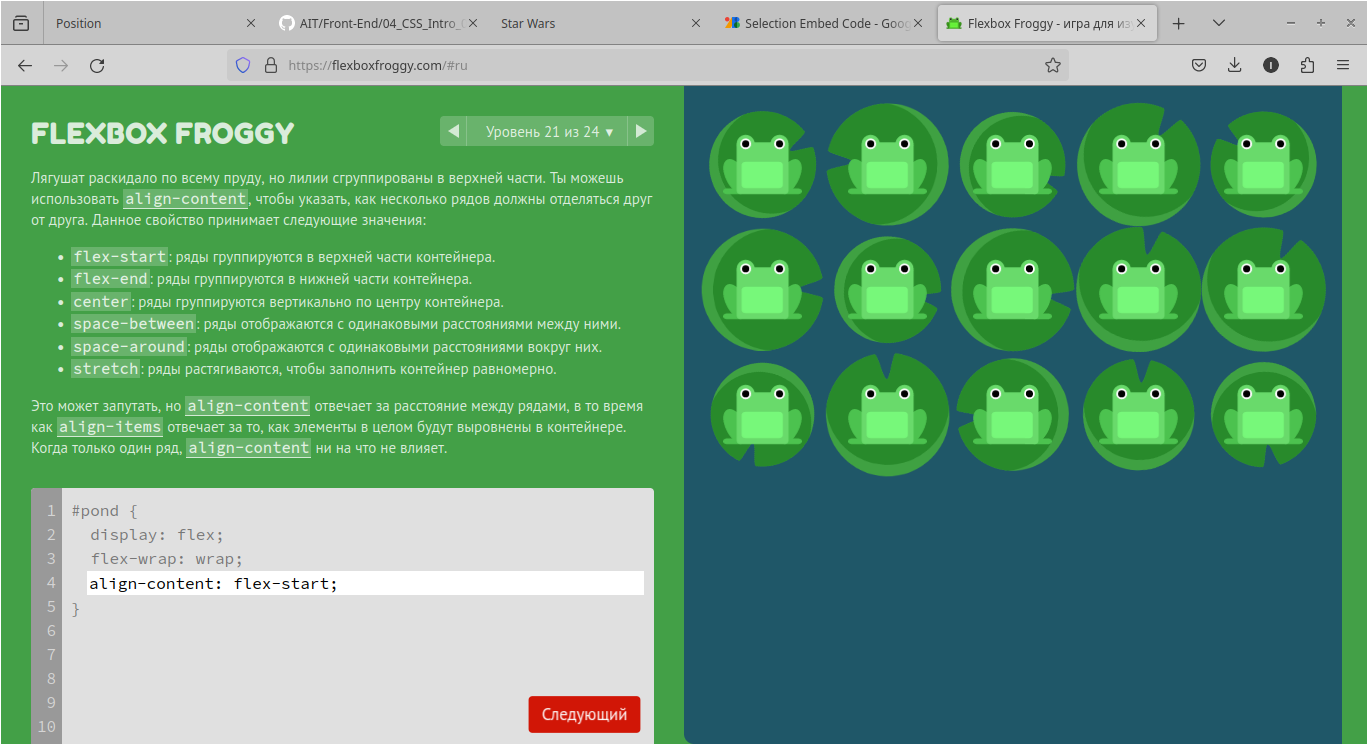 Position
AIT/Front-End/04_CSS_Intro_
Star Wars
Selection Embed Code - Goog
Flexbox Froggy - игра для из
https://flexboxfroggy.com/#ru
FLEXBOX FROGGY
Уровень 21 из 24 ▾
Лягушат раскидало по всему пруду, но лилии сгруппированы в верхней части. Ты можешь
использовать align-content, чтобы указать, как несколько рядов должны отделяться друг
от друга. Данное свойство принимает следующие значения:
• flex-start: ряды группируются в верхней части контейнера.
• flex-end: ряды группируются в нижней части контейнера.
• center: ряды группируются вертикально по центру контейнера.
• space-between: ряды отображаются с одинаковыми расстояниями между ними.
• space-around: ряды отображаются с одинаковыми расстояниями вокруг них.
• stretch: ряды растягиваются, чтобы заполнить контейнер равномерно.
Это может запутать, но align-content отвечает за расстояние между рядами, в то время
как align-items отвечает за то, как элементы в целом будут выровнены в контейнере.
Когда только один ряд, align-content ни на что не влияет.
1 #pond {
2 display: flex;
3 flex-wrap: wrap;
4 align-content: flex-start;
5 }
6
7
8
9
10
Следующий